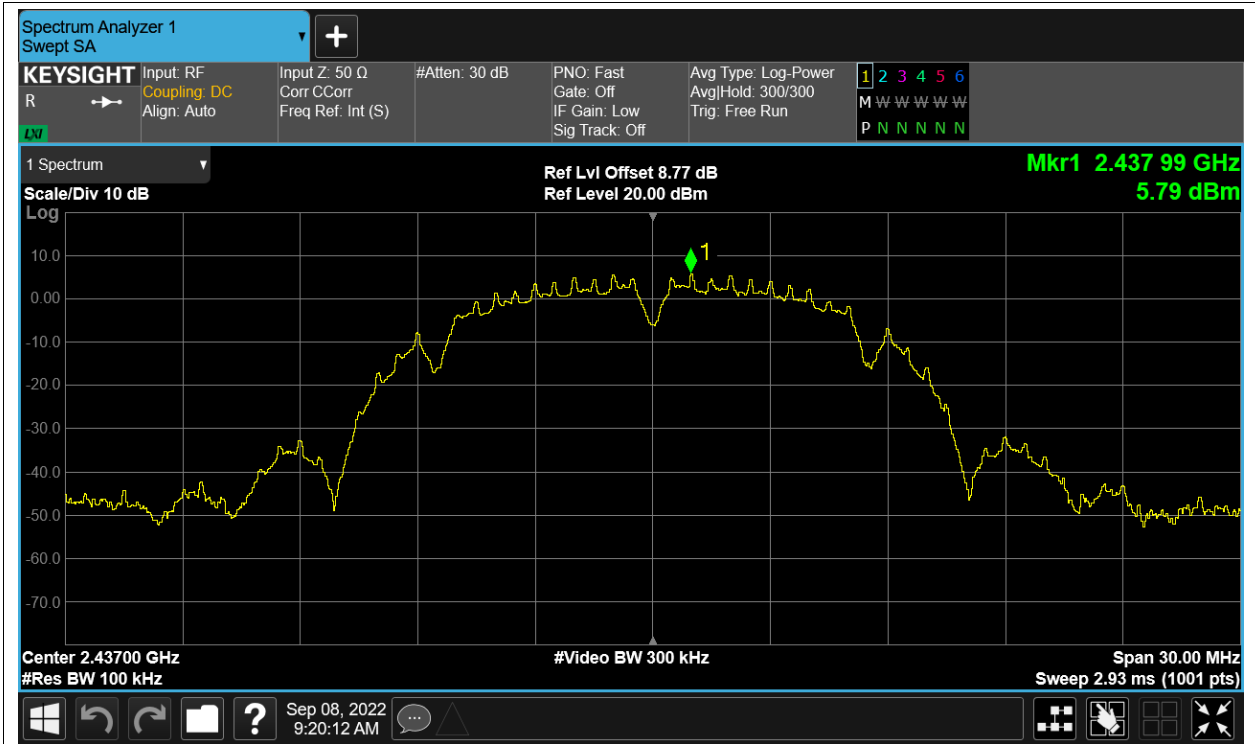 Spectrum Analyzer 1
Swept SA
+
KEYSIGHT
R
LXI
Input: RF
Coupling: DC
Align: Auto
Input Z: 50 Ω
Corr CCorr
Freq Ref: Int (S)
#Atten: 30 dB
PNO: Fast
Gate: Off
IF Gain: Low
Sig Track: Off
Avg Type: Log-Power
Avg|Hold: 300/300
Trig: Free Run
1 2 3 4 5 6
M W W W W W
P N N N N N
1 Spectrum
Scale/Div 10 dB
Log
Ref Lvl Offset 8.77 dB
Ref Level 20.00 dBm
Mkr1 2.437 99 GHz
5.79 dBm
1
10.0
0.00
-10.0
-20.0
-30.0
-40.0
-50.0
-60.0
-70.0
Center 2.43700 GHz
#Res BW 100 kHz
#Video BW 300 kHz
Span 30.00 MHz
Sweep 2.93 ms (1001 pts)
?
Sep 08, 2022
9:20:12 AM